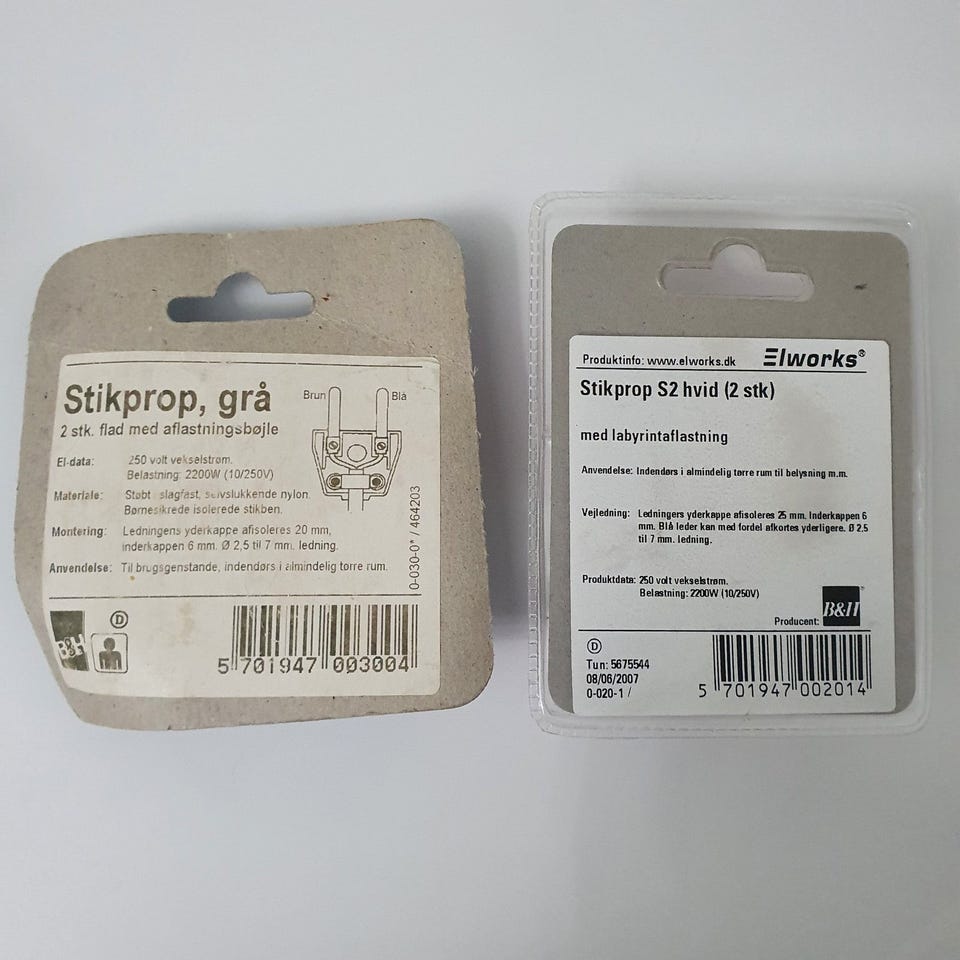 Stikprop, grå
2 stk. flad med aflastningsbøjle
Brun
Blå
El-data: 250 volt vekselstrøm.
Belastning: 2200W (10/250V)
Materiale: Støbt slagfast, selvslukkende nylon.
Børnesikrede isolerede stikben.
Montering: Ledningens yderkappe afisoleres 20 mm,
inderkappen 6 mm. Ø 2,5 til 7 mm. ledning.
Anvendelse: Til brugsgenstande, indendørs i almindelig tørre rum.
0-030-0* / 464203
B&H
D
5 701947 003004
Produktinfo: www.elworks.dk Elworks®
Stikprop S2 hvid (2 stk)
med labyrintaflastning
Anvendelse: Indendørs i almindelig tørre rum til belysning m.m.
Vejledning: Ledningens yderkappe afisoleres 25 mm. Inderkappen 6
mm. Blå leder kan med fordel afkortes yderligere. Ø 2,5
til 7 mm. ledning.
Produktdata: 250 volt vekselstrøm.
Belastning: 2200W (10/250V)
Producent: B&H
D
Tun: 5675544
08/06/2007
0-020-1 /
5 701947 002014